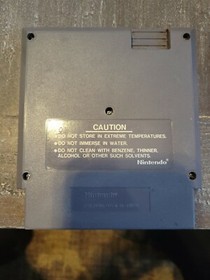 CAUTION
●DO NOT STORE IN EXTREME TEMPERATURES.
●DO NOT IMMERSE IN WATER.
●DO NOT CLEAN WITH BENZENE, THINNER,
ALCOHOL OR OTHER SUCH SOLVENTS.
Nintendo